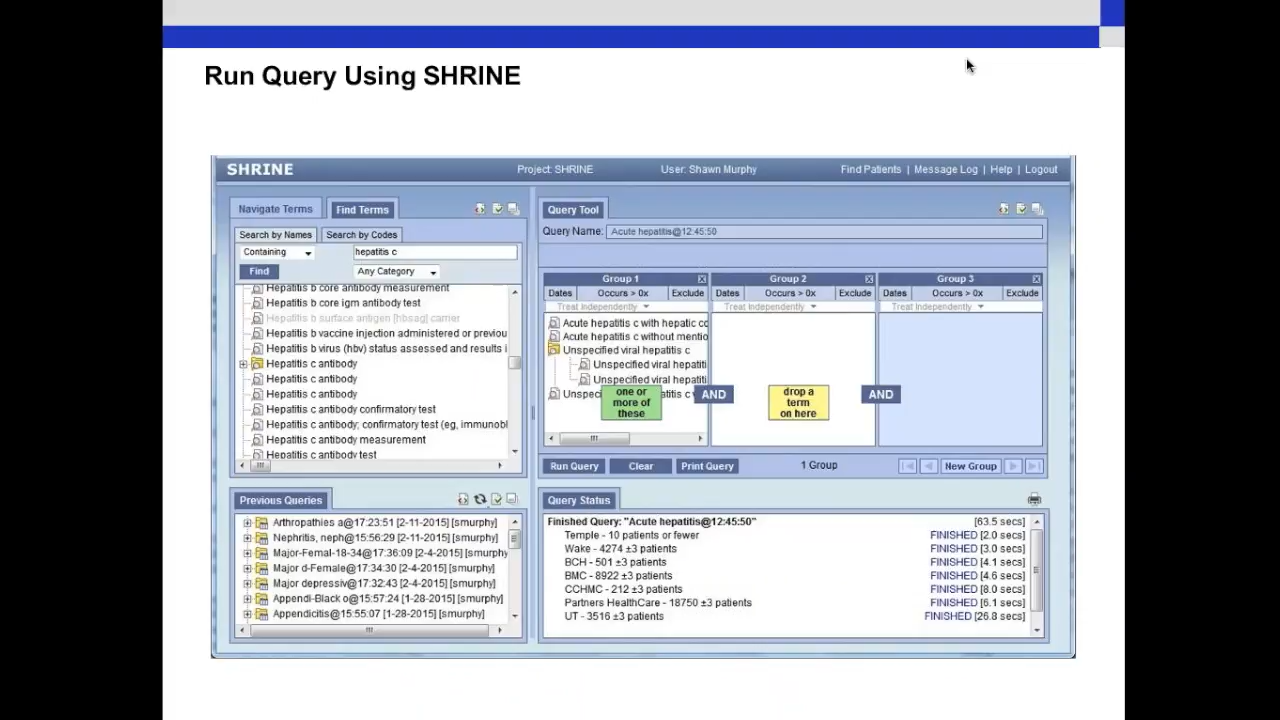 Run Query Using SHRINE
SHRINE
Project: SHRINE
User: Shawn Murphy
Find Patients | Message Log | Help | Logout
Navigate Terms
Find Terms
Search by Names
Search by Codes
Containing
hepatitis c
Find
Any Category
Hepatitis b core antibody measurement
Hepatitis b core igm antibody test
Hepatitis b surface antigen [hbsag] carrier
Hepatitis b vaccine injection administered or previou
Hepatitis b virus (hbv) status assessed and results i
Hepatitis c antibody
Hepatitis c antibody
Hepatitis c antibody
Hepatitis c antibody confirmatory test
Hepatitis c antibody; confirmatory test (eg, immunobl
Hepatitis c antibody measurement
Hepatitis c antibody test
Query Tool
Query Name:
Acute hepatitis@12:45:50
Group 1
Group 2
Group 3
Dates
Occurs > 0x
Exclude
Dates
Occurs > 0x
Exclude
Dates
Occurs > 0x
Exclude
Treat Independently
Treat Independently
Treat Independently
Acute hepatitis c with hepatic co
Acute hepatitis c without mentio
Unspecified viral hepatitis c
Unspecified viral hepatiti
Unspecified viral hepatiti
one or
more of
these
AND
drop a
term
on here
AND
Run Query
Clear
Print Query
1 Group
New Group
Previous Queries
Arthropathies a@17:23:51 [2-11-2015] [smurphy]
Nephritis, neph@15:56:29 [2-11-2015] [smurphy]
Major-Femal-18-34@17:36:09 [2-4-2015] [smurphy]
Major d-Female@17:34:30 [2-4-2015] [smurphy]
Major depressiv@17:32:43 [2-4-2015] [smurphy]
Appendi-Black o@15:57:24 [1-28-2015] [smurphy]
Appendicitis@15:55:07 [1-28-2015] [smurphy]
Query Status
Finished Query: "Acute hepatitis@12:45:50" [63.5 secs]
Temple - 10 patients or fewer FINISHED [2.0 secs]
Wake - 4274 ±3 patients FINISHED [3.0 secs]
BCH - 501 ±3 patients FINISHED [4.1 secs]
BMC - 8922 ±3 patients FINISHED [4.6 secs]
CCHMC - 212 ±3 patients FINISHED [8.0 secs]
Partners HealthCare - 18750 ±3 patients FINISHED [6.1 secs]
UT - 3516 ±3 patients FINISHED [26.8 secs]